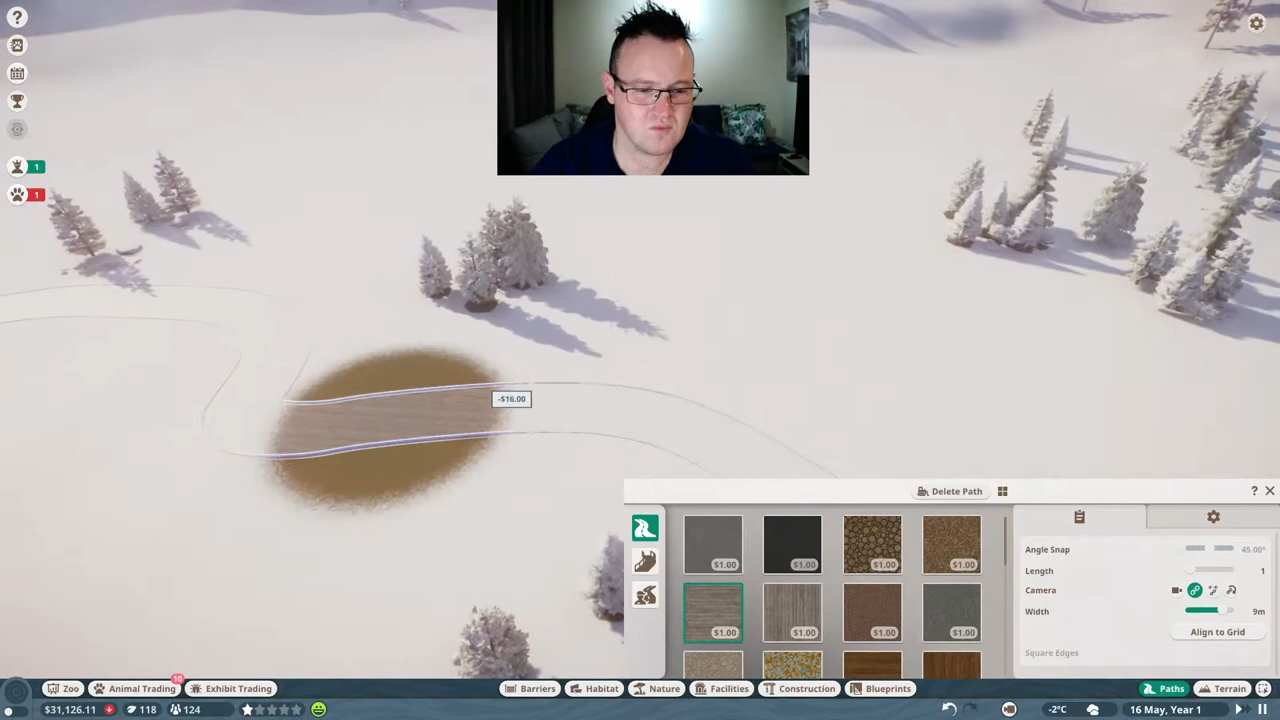 ?
1
1
-$16.00
Delete Path
?
$1.00 $1.00 $1.00 $1.00
$1.00 $1.00 $1.00 $1.00
Angle Snap 45.00°
Length 1
Camera
Width 9m
Align to Grid
Square Edges
Zoo Animal Trading 10 Exhibit Trading Barriers Habitat Nature Facilities Construction Blueprints Paths Terrain
$31,126.11 118 124 -2°C 16 May, Year 1